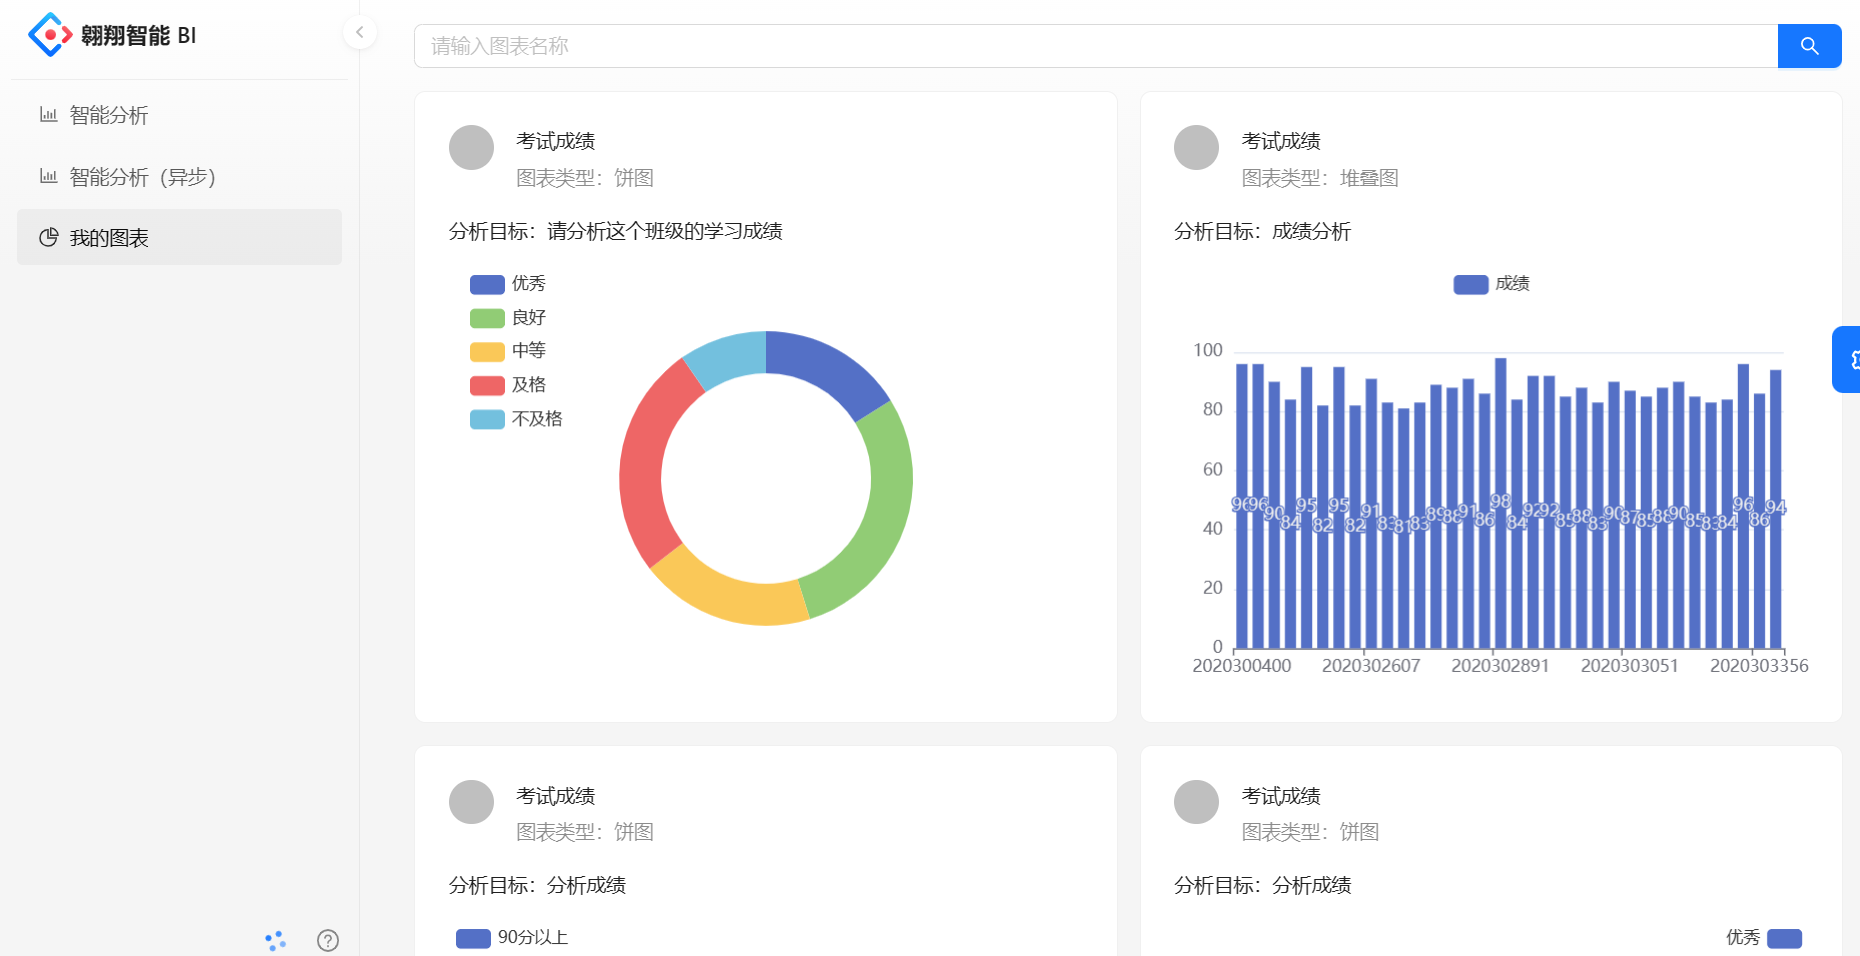 翱翔智能 BI
智能分析
智能分析（异步）
我的图表
请输入图表名称
考试成绩
图表类型：饼图
分析目标：请分析这个班级的学习成绩
优秀
良好
中等
及格
不及格
考试成绩
图表类型：堆叠图
分析目标：成绩分析
成绩
100
80
60
40
20
0
96 96 90 84 95 82 95 82 91 83 81 83 89 88 91 86 98 84 92 92 85 88 83 90 87 85 88 90 85 83 84 96 86 94
2020300400 2020302607 2020302891 2020303051 2020303356
考试成绩
图表类型：饼图
分析目标：分析成绩
90分以上
考试成绩
图表类型：饼图
分析目标：分析成绩
优秀